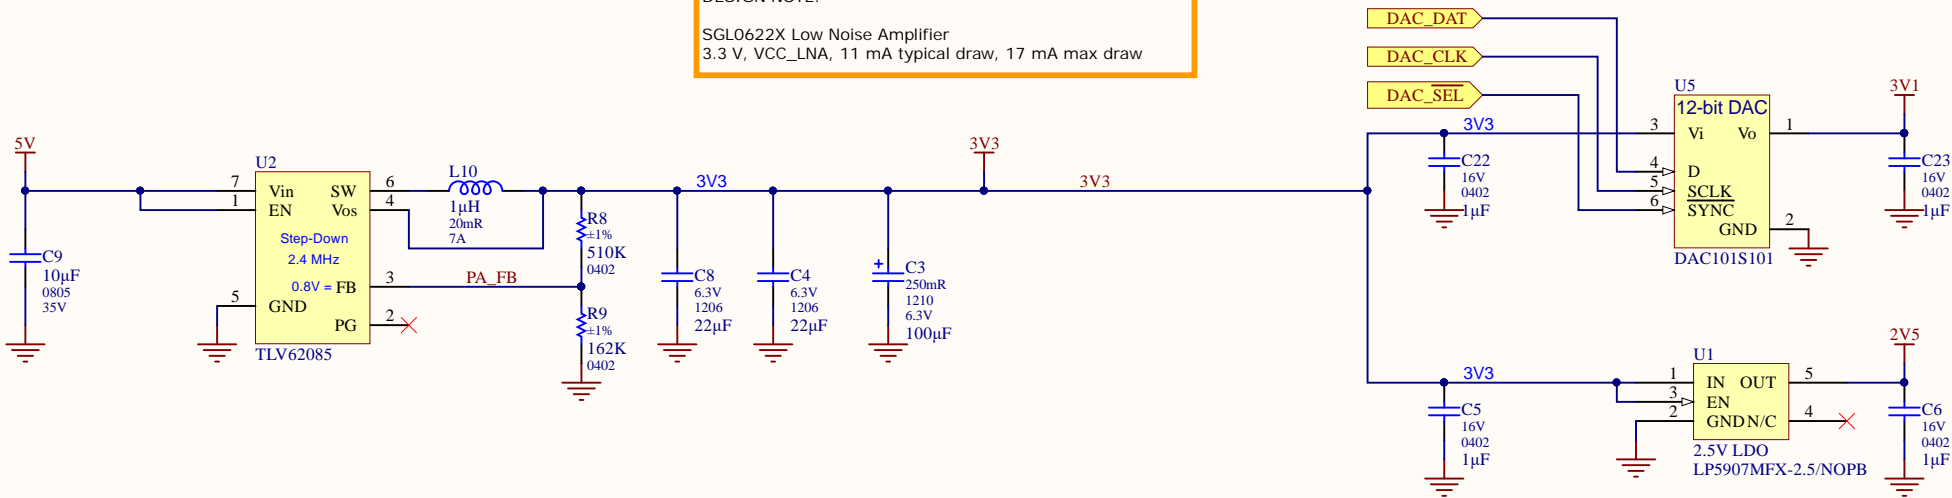 DESIGN NOTE:
SGL0622X Low Noise Amplifier
3.3 V, VCC_LNA, 11 mA typical draw, 17 mA max draw
DAC_DAT
DAC_CLK
DAC_SEL
5V
U2
7 Vin SW 6
1 EN Vos 4
Step-Down
2.4 MHz
0.8V = FB 3
5 GND
PG 2
TLV62085
C9
10µF
0805
35V
L10
1µH
20mR
7A
PA_FB
R8
±1%
510K
0402
R9
±1%
162K
0402
3V3
C8
6.3V
1206
22µF
C4
6.3V
1206
22µF
C3
+
250mR
1210
6.3V
100µF
3V3
3V3
3V3
C22
16V
0402
1µF
U5
12-bit DAC
3 Vi Vo 1
4 D
5 SCLK
6 SYNC
GND 2
DAC101S101
3V1
C23
16V
0402
1µF
3V3
C5
16V
0402
1µF
U1
1 IN OUT 5
3 EN
2 GND N/C 4
2.5V LDO
LP5907MFX-2.5/NOPB
2V5
C6
16V
0402
1µF